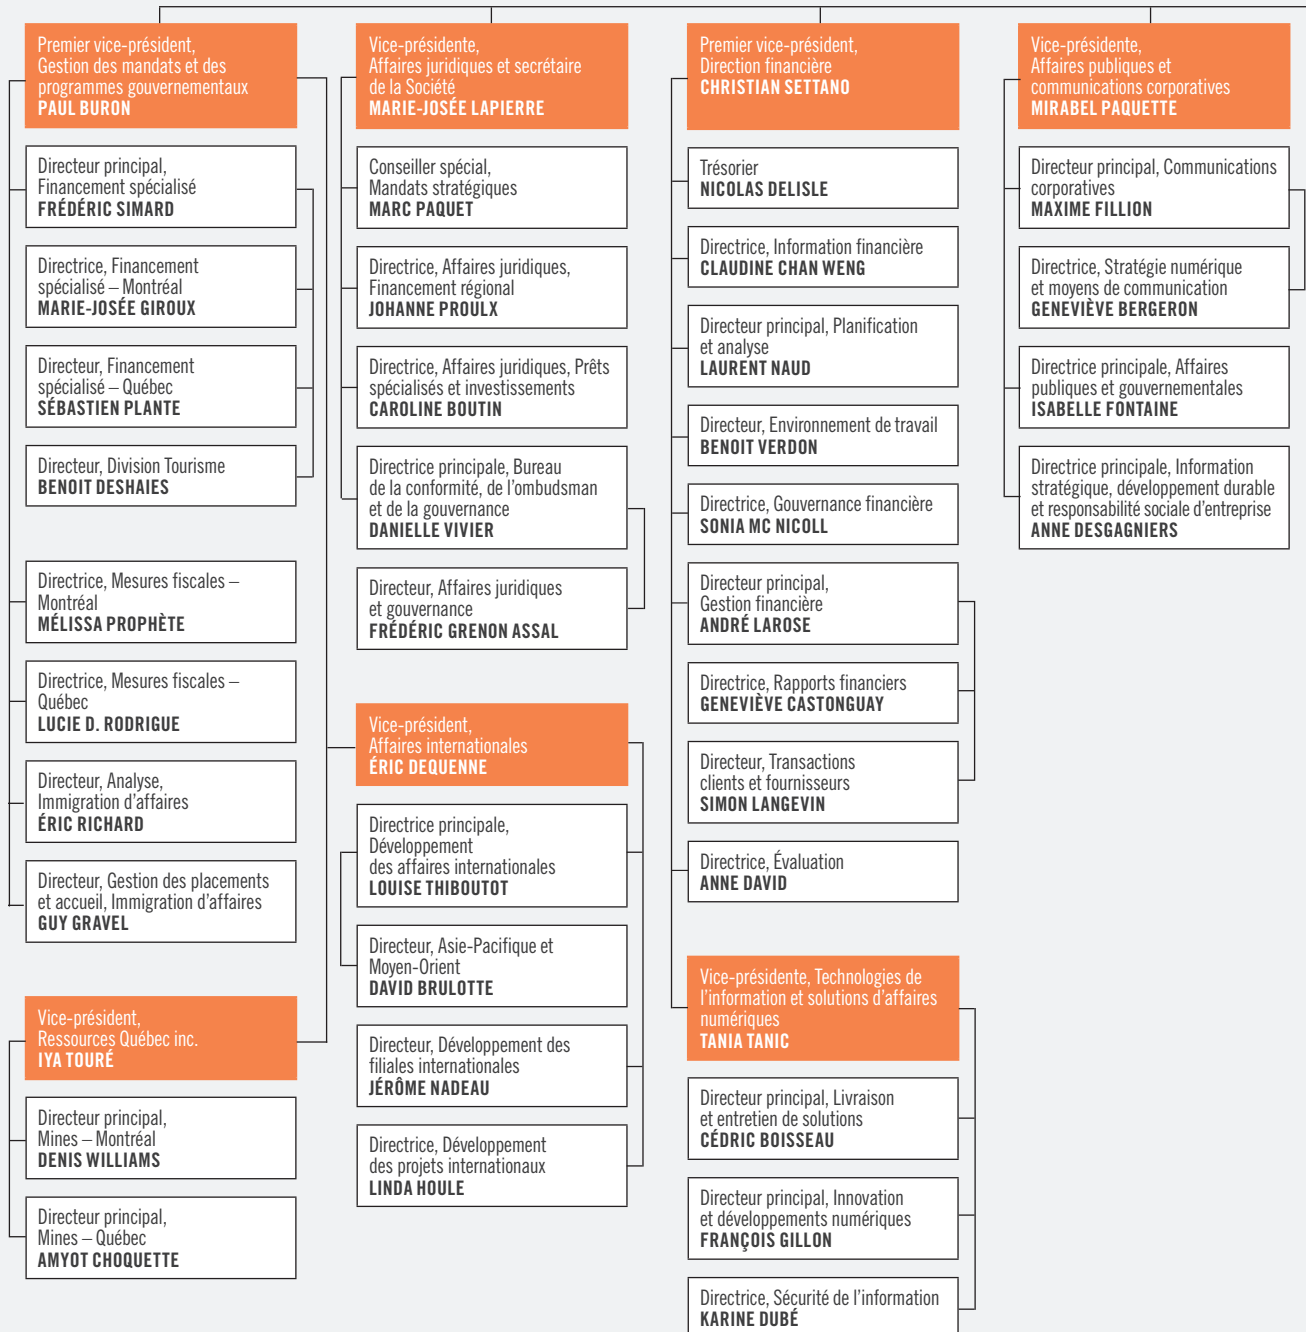 Premier vice-président,
Gestion des mandats et des
programmes gouvernementaux
PAUL BURON
Directeur principal,
Financement spécialisé
FRÉDÉRIC SIMARD
Directrice, Financement
spécialisé – Montréal
MARIE-JOSÉE GIROUX
Directeur, Financement
spécialisé – Québec
SÉBASTIEN PLANTE
Directeur, Division Tourisme
BENOIT DESHAIES
Directrice, Mesures fiscales –
Montréal
MÉLISSA PROPHÈTE
Directrice, Mesures fiscales –
Québec
LUCIE D. RODRIGUE
Directeur, Analyse,
Immigration d’affaires
ÉRIC RICHARD
Directeur, Gestion des placements
et accueil, Immigration d’affaires
GUY GRAVEL
Vice-président,
Ressources Québec inc.
IYA TOURÉ
Directeur principal,
Mines – Montréal
DENIS WILLIAMS
Directeur principal,
Mines – Québec
AMYOT CHOQUETTE
Vice-présidente,
Affaires juridiques et secrétaire
de la Société
MARIE-JOSÉE LAPIERRE
Conseiller spécial,
Mandats stratégiques
MARC PAQUET
Directrice, Affaires juridiques,
Financement régional
JOHANNE PROULX
Directrice, Affaires juridiques, Prêts
spécialisés et investissements
CAROLINE BOUTIN
Directrice principale, Bureau
de la conformité, de l’ombudsman
et de la gouvernance
DANIELLE VIVIER
Directeur, Affaires juridiques
et gouvernance
FRÉDÉRIC GRENON ASSAL
Vice-président,
Affaires internationales
ÉRIC DEQUENNE
Directrice principale,
Développement
des affaires internationales
LOUISE THIBOUTOT
Directeur, Asie-Pacifique et
Moyen-Orient
DAVID BRULOTTE
Directeur, Développement des
filiales internationales
JÉRÔME NADEAU
Directrice, Développement
des projets internationaux
LINDA HOULE
Premier vice-président,
Direction financière
CHRISTIAN SETTANO
Trésorier
NICOLAS DELISLE
Directrice, Information financière
CLAUDINE CHAN WENG
Directeur principal, Planification
et analyse
LAURENT NAUD
Directeur, Environnement de travail
BENOIT VERDON
Directrice, Gouvernance financière
SONIA MC NICOLL
Directeur principal,
Gestion financière
ANDRÉ LAROSE
Directrice, Rapports financiers
GENEVIÈVE CASTONGUAY
Directeur, Transactions
clients et fournisseurs
SIMON LANGEVIN
Directrice, Évaluation
ANNE DAVID
Vice-présidente, Technologies de
l’information et solutions d’affaires
numériques
TANIA TANIC
Directeur principal, Livraison
et entretien de solutions
CÉDRIC BOISSEAU
Directeur principal, Innovation
et développements numériques
FRANÇOIS GILLON
Directrice, Sécurité de l’information
KARINE DUBÉ
Vice-présidente,
Affaires publiques et
communications corporatives
MIRABEL PAQUETTE
Directeur principal, Communications
corporatives
MAXIME FILLION
Directrice, Stratégie numérique
et moyens de communication
GENEVIÈVE BERGERON
Directrice principale, Affaires
publiques et gouvernementales
ISABELLE FONTAINE
Directrice principale, Information
stratégique, développement durable
et responsabilité sociale d’entreprise
ANNE DESGAGNIERS